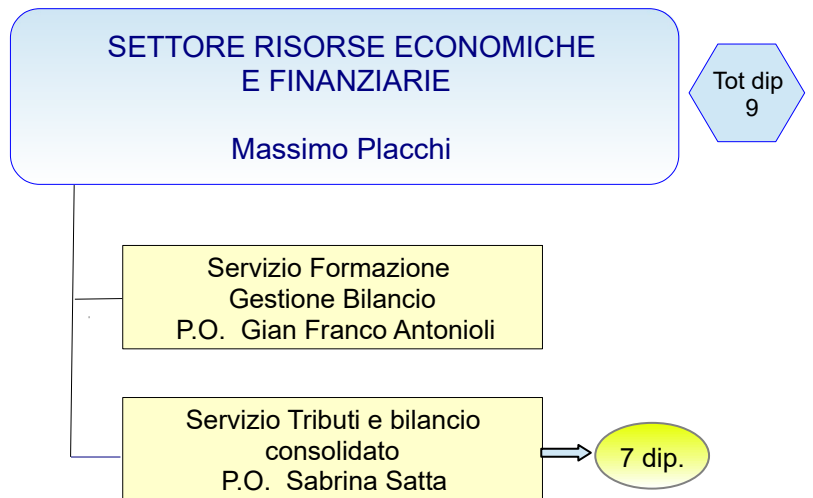 SETTORE RISORSE ECONOMICHE
E FINANZIARIE
Massimo Placchi
Tot dip
9
Servizio Formazione
Gestione Bilancio
P.O. Gian Franco Antonioli
Servizio Tributi e bilancio
consolidato
P.O. Sabrina Satta
7 dip.